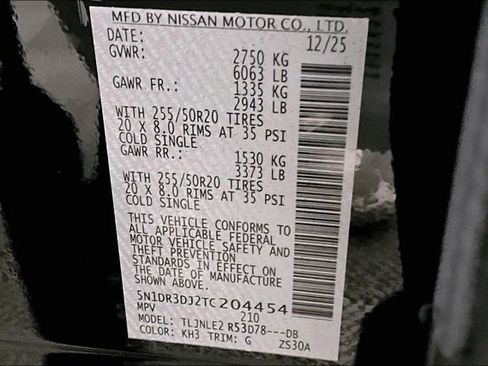 MFD BY NISSAN MOTOR CO., LTD.
DATE: 12/25
GVWR: 2750 KG
6063 LB
GAWR FR.: 1335 KG
2943 LB
WITH 255/50R20 TIRES
20 X 8.0 RIMS AT 35 PSI
COLD SINGLE
GAWR RR.: 1530 KG
3373 LB
WITH 255/50R20 TIRES
20 X 8.0 RIMS AT 35 PSI
COLD SINGLE
THIS VEHICLE CONFORMS TO
ALL APPLICABLE FEDERAL
MOTOR VEHICLE SAFETY AND
THEFT PREVENTION
STANDARDS IN EFFECT ON
THE DATE OF MANUFACTURE
SHOWN ABOVE.
5N1DR3DJ2TC204454
MPV 210
MODEL: TLJNLE2 R53D78---DB
COLOR: KH3 TRIM: G ZS30A